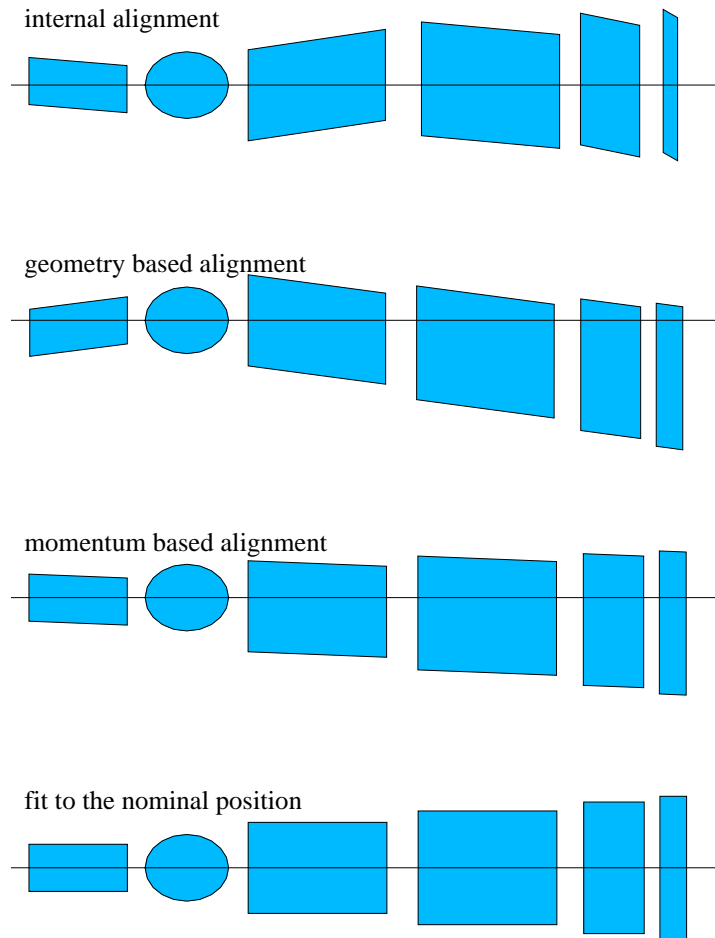 internal alignment
geometry based alignment
momentum based alignment
fit to the nominal position